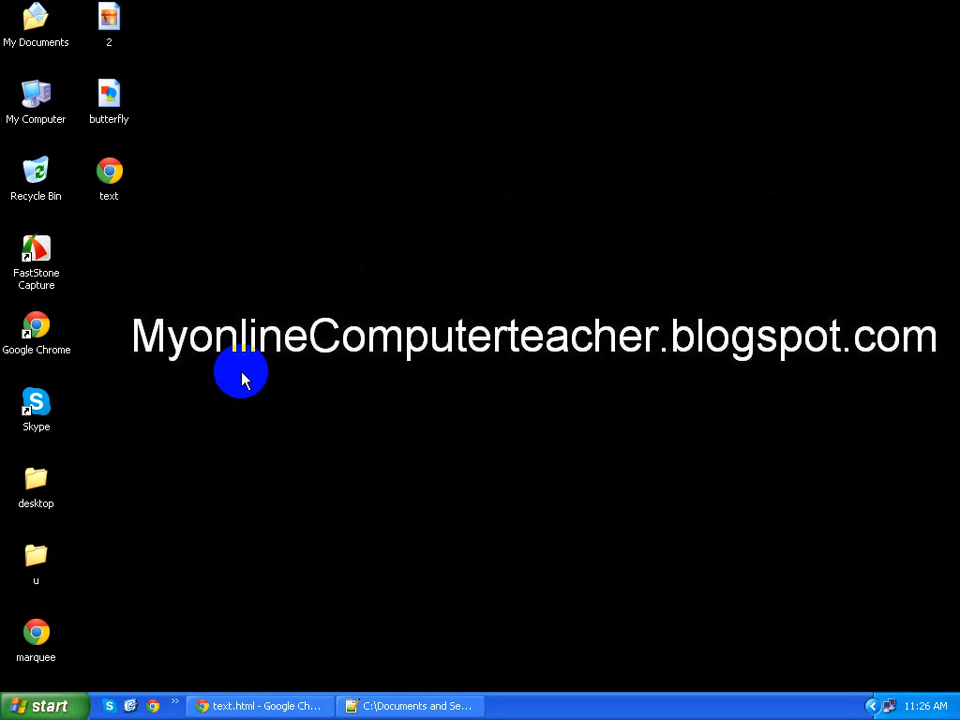 My Documents
2
My Computer
butterfly
Recycle Bin
text
FastStone
Capture
Google Chrome
MyonlineComputerteacher.blogspot.com
Skype
desktop
u
marquee
start
text.html - Google Ch...
C:\Documents and Se...
11:26 AM